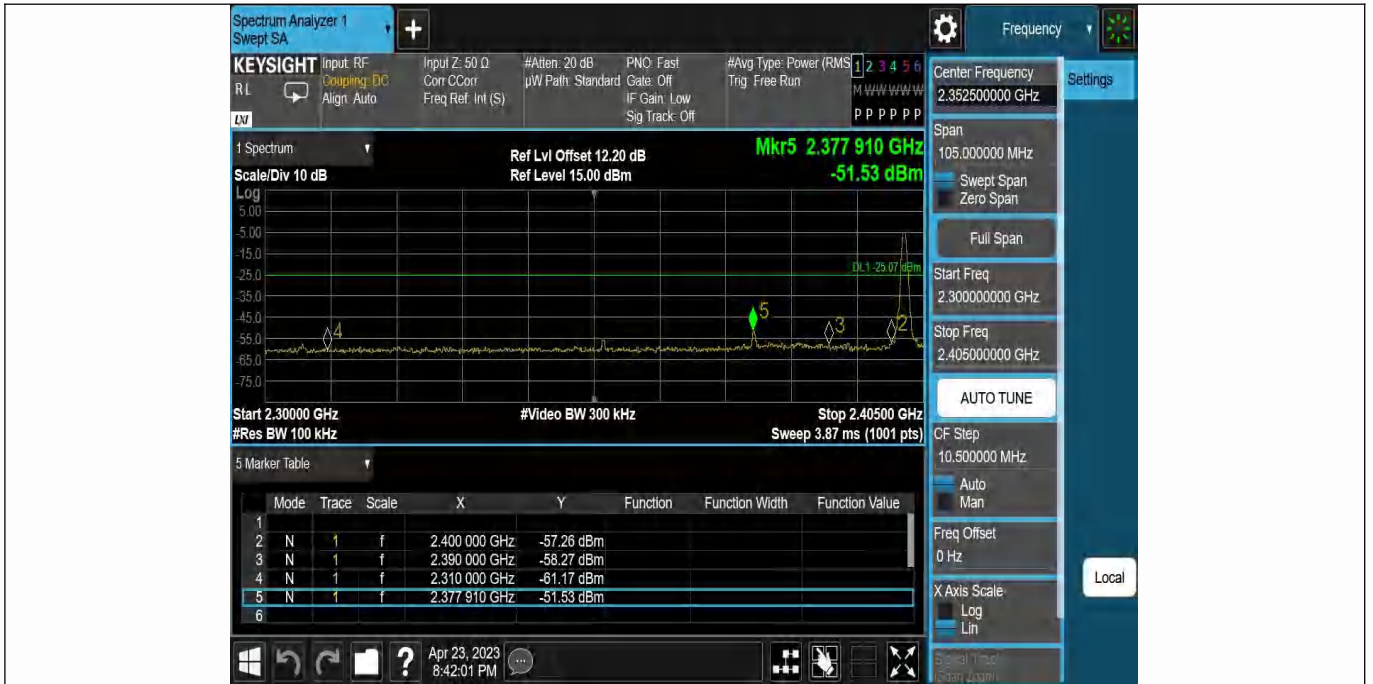 Spectrum Analyzer 1
Swept SA
+
Frequency
KEYSIGHT
RL
LXI
Input: RF
Coupling: DC
Align: Auto
Input Z: 50 Ω
Corr CCorr
Freq Ref: Int (S)
#Atten: 20 dB
µW Path: Standard
PNO: Fast
Gate: Off
IF Gain: Low
Sig Track: Off
#Avg Type: Power (RMS
Trig: Free Run
1 2 3 4 5 6
M W W W W W
P P P P P P
1 Spectrum
Scale/Div 10 dB
Ref Lvl Offset 12.20 dB
Ref Level 15.00 dBm
Mkr5 2.377 910 GHz
-51.53 dBm
Log
5.00
-5.00
-15.0
-25.0
-35.0
-45.0
-55.0
-65.0
-75.0
DL1 -25.07 dBm
4
5
3
2
Start 2.30000 GHz
#Res BW 100 kHz
#Video BW 300 kHz
Stop 2.40500 GHz
Sweep 3.87 ms (1001 pts)
5 Marker Table
Mode Trace Scale X Y Function Function Width Function Value
1
2 N 1 f 2.400 000 GHz -57.26 dBm
3 N 1 f 2.390 000 GHz -58.27 dBm
4 N 1 f 2.310 000 GHz -61.17 dBm
5 N 1 f 2.377 910 GHz -51.53 dBm
6
?
Apr 23, 2023
8:42:01 PM
Center Frequency
2.352500000 GHz
Settings
Span
105.000000 MHz
Swept Span
Zero Span
Full Span
Start Freq
2.300000000 GHz
Stop Freq
2.405000000 GHz
AUTO TUNE
CF Step
10.500000 MHz
Auto
Man
Freq Offset
0 Hz
X Axis Scale
Log
Lin
Local
Signal Track
(Span Zoom)